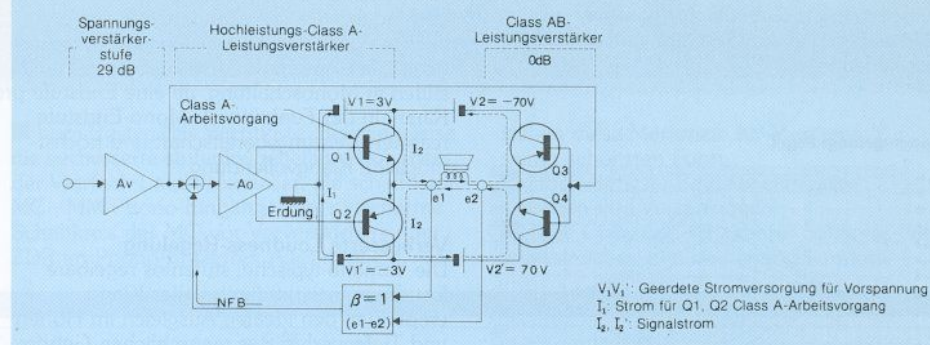 Spannungs-
verstärker-
stufe
29 dB
Hochleistungs-Class A-
Leistungsverstärker
Class AB-
Leistungsverstärker
0dB
Class A-
Arbeitsvorgang
V1=3V
V2= -70V
Q1
I₂
Q3
Av
-Ao
I₁
e1
e2
Erdung
Q2
I₂
Q4
V1'=-3V
V2'= 70V
NFB
β=1
(e1-e2)
V₁V₁': Geerdete Stromversorgung für Vorspannung
I₁: Strom für Q1, Q2 Class A-Arbeitsvorgang
I₂, I₂': Signalstrom